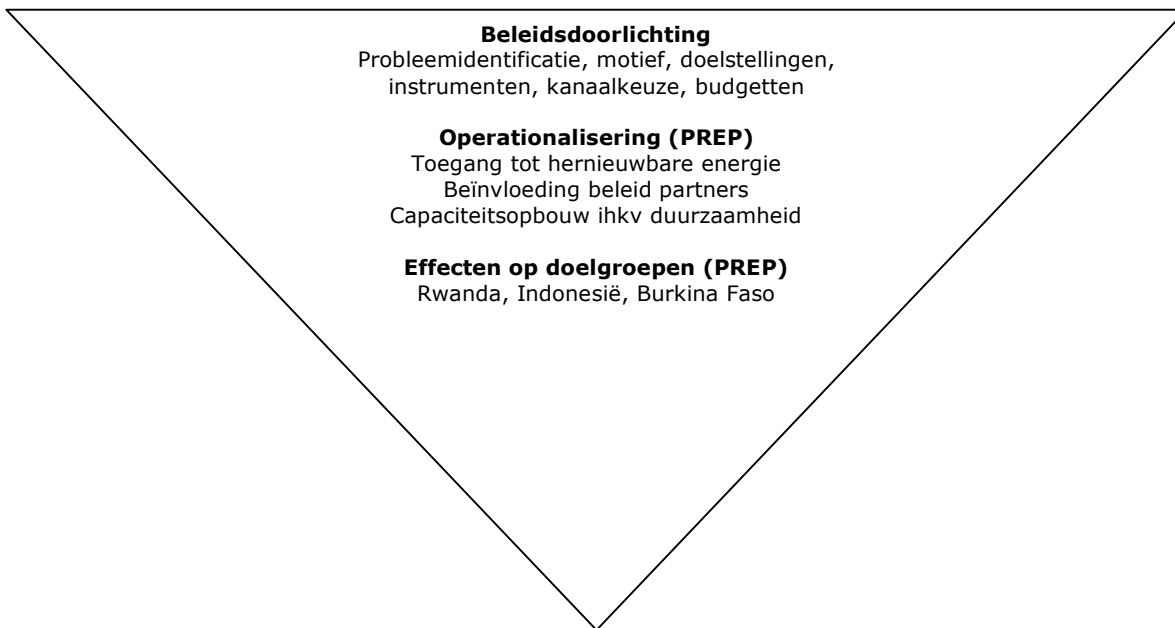 Beleidsdoorlichting
Probleemidentificatie, motief, doelstellingen,
instrumenten, kanaalkeuze, budgetten
Operationalisering (PREP)
Toegang tot hernieuwbare energie
Beïnvloeding beleid partners
Capaciteitsopbouw ihkv duurzaamheid
Effecten op doelgroepen (PREP)
Rwanda, Indonesië, Burkina Faso